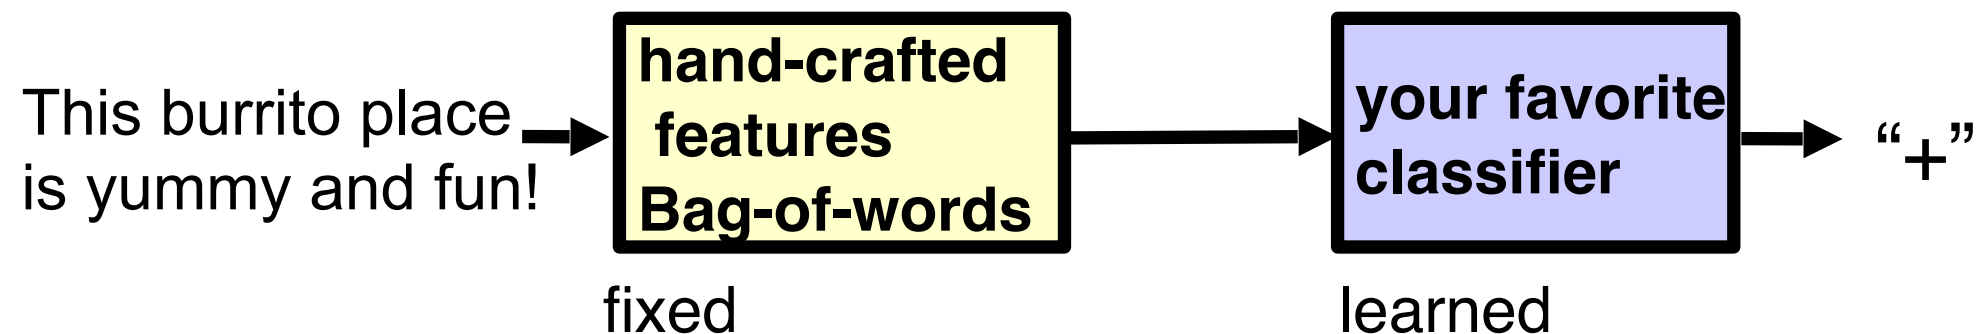 This burrito place
is yummy and fun!
hand-crafted
features
Bag-of-words
your favorite
classifier
“+”
fixed
learned